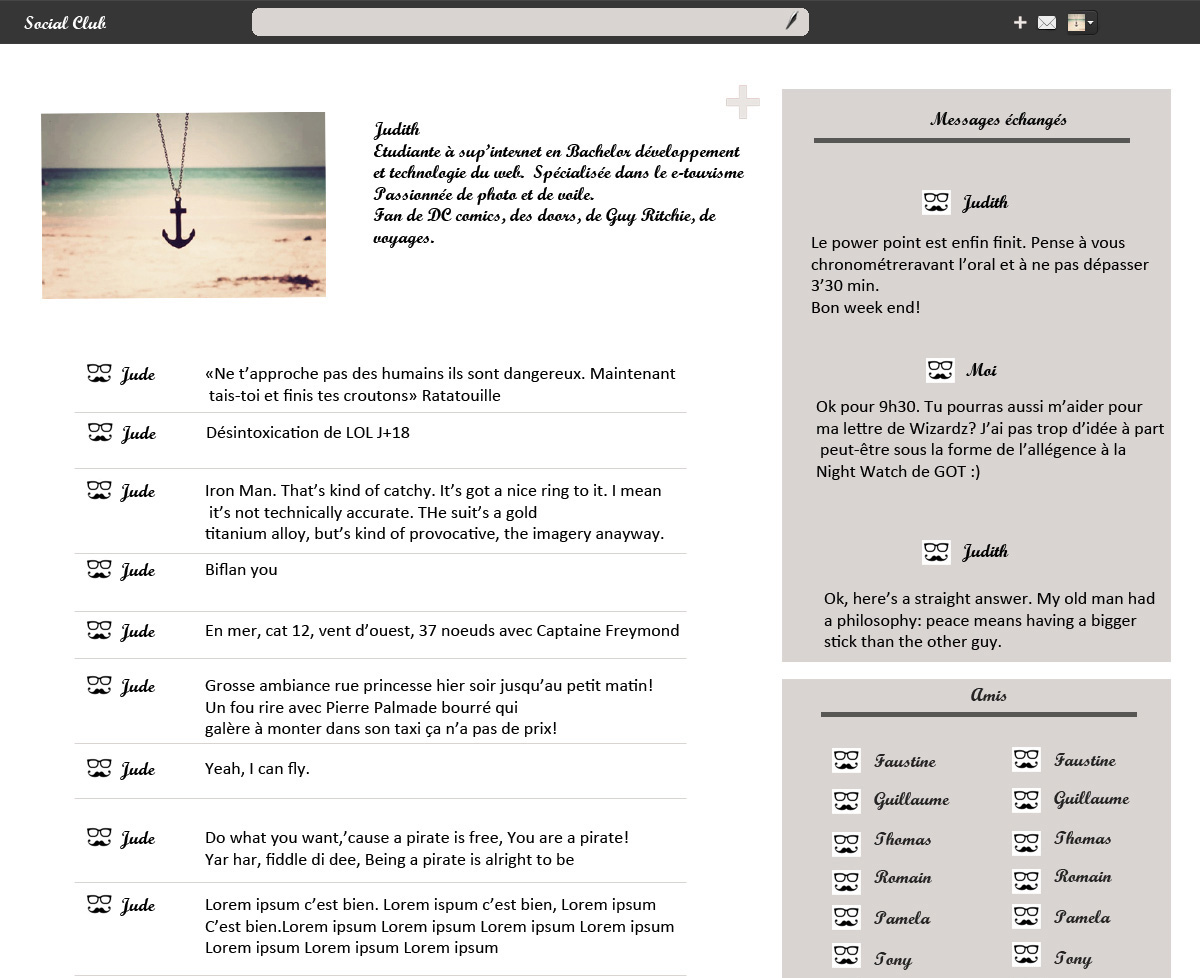 Social Club
Judith
Etudiante à sup'internet en Bachelor développement
et technologie du web. Spécialisée dans le e-tourisme
Passionnée de photo et de voile.
Fan de DC comics, des doors, de Guy Ritchie, de
voyages.
Jude
«Ne t'approche pas des humains ils sont dangereux. Maintenant
tais-toi et finis tes croutons» Ratatouille
Jude
Désintoxication de LOL J+18
Jude
Iron Man. That's kind of catchy. It's got a nice ring to it. I mean
it's not technically accurate. THe suit's a gold
titanium alloy, but's kind of provocative, the imagery anayway.
Jude
Biflan you
Jude
En mer, cat 12, vent d'ouest, 37 noeuds avec Captaine Freymond
Jude
Grosse ambiance rue princesse hier soir jusqu'au petit matin!
Un fou rire avec Pierre Palmade bourré qui
galère à monter dans son taxi ça n'a pas de prix!
Jude
Yeah, I can fly.
Jude
Do what you want,'cause a pirate is free, You are a pirate!
Yar har, fiddle di dee, Being a pirate is alright to be
Jude
Lorem ipsum c'est bien. Lorem ispum c'est bien, Lorem ipsum
C'est bien.Lorem ipsum Lorem ipsum Lorem ipsum Lorem ipsum
Lorem ipsum Lorem ipsum Lorem ipsum
Messages échangés
Judith
Le power point est enfin finit. Pense à vous
chronométreravant l'oral et à ne pas dépasser
3'30 min.
Bon week end!
Moi
Ok pour 9h30. Tu pourras aussi m'aider pour
ma lettre de Wizardz? J'ai pas trop d'idée à part
peut-être sous la forme de l'allégence à la
Night Watch de GOT :)
Judith
Ok, here's a straight answer. My old man had
a philosophy: peace means having a bigger
stick than the other guy.
Amis
Faustine
Faustine
Guillaume
Guillaume
Thomas
Thomas
Romain
Romain
Pamela
Pamela
Tony
Tony